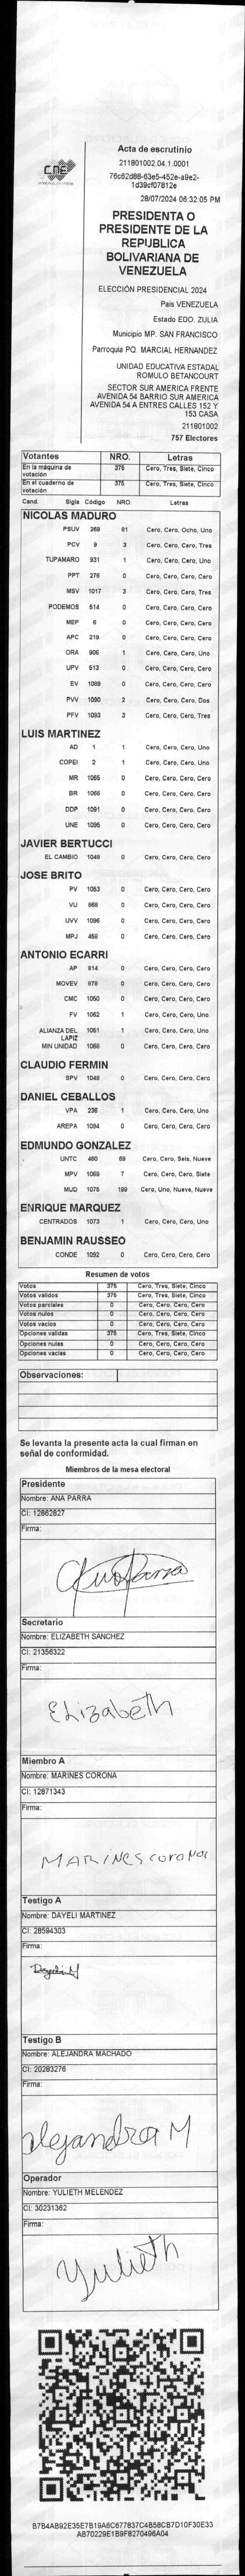 CNE
Acta de escrutinio
211801002.04.1.0001
76c62d88-63e5-452e-a9e2-
1d39cf07812e
28/07/2024 06:32:05 PM
PRESIDENTA O
PRESIDENTE DE LA
REPUBLICA
BOLIVARIANA DE
VENEZUELA
ELECCIÓN PRESIDENCIAL 2024
Pais VENEZUELA
Estado EDO. ZULIA
Municipio MP. SAN FRANCISCO
Parroquia PQ. MARCIAL HERNANDEZ
UNIDAD EDUCATIVA ESTADAL
ROMULO BETANCOURT
SECTOR SUR AMERICA FRENTE
AVENIDA 54 BARRIO SUR AMERICA
AVENIDA 54 A ENTRES CALLES 152 Y
153 CASA
211801002
757 Electores
Votantes NRO. Letras
En la máquina de votación 375 Cero, Tres, Siete, Cinco
En el cuaderno de votación 375 Cero, Tres, Siete, Cinco
Cand. Sigla Código NRO. Letras
NICOLAS MADURO
PSUV 269 81 Cero, Cero, Ocho, Uno
PCV 9 3 Cero, Cero, Cero, Tres
TUPAMARO 931 1 Cero, Cero, Cero, Uno
PPT 276 0 Cero, Cero, Cero, Cero
MSV 1017 3 Cero, Cero, Cero, Tres
PODEMOS 514 0 Cero, Cero, Cero, Cero
MEP 6 0 Cero, Cero, Cero, Cero
APC 219 0 Cero, Cero, Cero, Cero
ORA 906 1 Cero, Cero, Cero, Uno
UPV 513 0 Cero, Cero, Cero, Cero
EV 1089 0 Cero, Cero, Cero, Cero
PVV 1090 2 Cero, Cero, Cero, Dos
PFV 1093 3 Cero, Cero, Cero, Tres
LUIS MARTINEZ
AD 1 1 Cero, Cero, Cero, Uno
COPEI 2 1 Cero, Cero, Cero, Uno
MR 1065 0 Cero, Cero, Cero, Cero
BR 1066 0 Cero, Cero, Cero, Cero
DDP 1091 0 Cero, Cero, Cero, Cero
UNE 1095 0 Cero, Cero, Cero, Cero
JAVIER BERTUCCI
EL CAMBIO 1048 0 Cero, Cero, Cero, Cero
JOSE BRITO
PV 1053 0 Cero, Cero, Cero, Cero
VU 868 0 Cero, Cero, Cero, Cero
UVV 1096 0 Cero, Cero, Cero, Cero
MPJ 458 0 Cero, Cero, Cero, Cero
ANTONIO ECARRI
AP 814 0 Cero, Cero, Cero, Cero
MOVEV 878 0 Cero, Cero, Cero, Cero
CMC 1050 0 Cero, Cero, Cero, Cero
FV 1062 1 Cero, Cero, Cero, Uno
ALIANZA DEL LAPIZ 1051 1 Cero, Cero, Cero, Uno
MIN UNIDAD 1068 0 Cero, Cero, Cero, Cero
CLAUDIO FERMIN
SPV 1049 0 Cero, Cero, Cero, Cero
DANIEL CEBALLOS
VPA 236 1 Cero, Cero, Cero, Uno
AREPA 1094 0 Cero, Cero, Cero, Cero
EDMUNDO GONZALEZ
UNTC 460 69 Cero, Cero, Seis, Nueve
MPV 1069 7 Cero, Cero, Cero, Siete
MUD 1075 199 Cero, Uno, Nueve, Nueve
ENRIQUE MARQUEZ
CENTRADOS 1073 1 Cero, Cero, Cero, Uno
BENJAMIN RAUSSEO
CONDE 1092 0 Cero, Cero, Cero, Cero
Resumen de votos
Votos 375 Cero, Tres, Siete, Cinco
Votos validos 375 Cero, Tres, Siete, Cinco
Votos parciales 0 Cero, Cero, Cero, Cero
Votos nulos 0 Cero, Cero, Cero, Cero
Votos vacios 0 Cero, Cero, Cero, Cero
Opciones validas 375 Cero, Tres, Siete, Cinco
Opciones nulas 0 Cero, Cero, Cero, Cero
Opciones vacias 0 Cero, Cero, Cero, Cero
Observaciones:
Se levanta la presente acta la cual firman en
señal de conformidad.
Miembros de la mesa electoral
Presidente
Nombre: ANA PARRA
CI: 12862827
Firma:
Secretario
Nombre: ELIZABETH SANCHEZ
CI: 21356322
Firma:
Elizabeth
Miembro A
Nombre: MARINES CORONA
CI: 12871343
Firma:
MARINES corona
Testigo A
Nombre: DAYELI MARTINEZ
CI: 28594303
Firma:
Dayeli M
Testigo B
Nombre: ALEJANDRA MACHADO
CI: 20283276
Firma:
Alejandra M
Operador
Nombre: YULIETH MELENDEZ
CI: 30231362
Firma:
Yulieth
B7B4AB92E35E7B19A6C677837C4B58CB7D10F30E33
AB70229E1B9F8270496A04